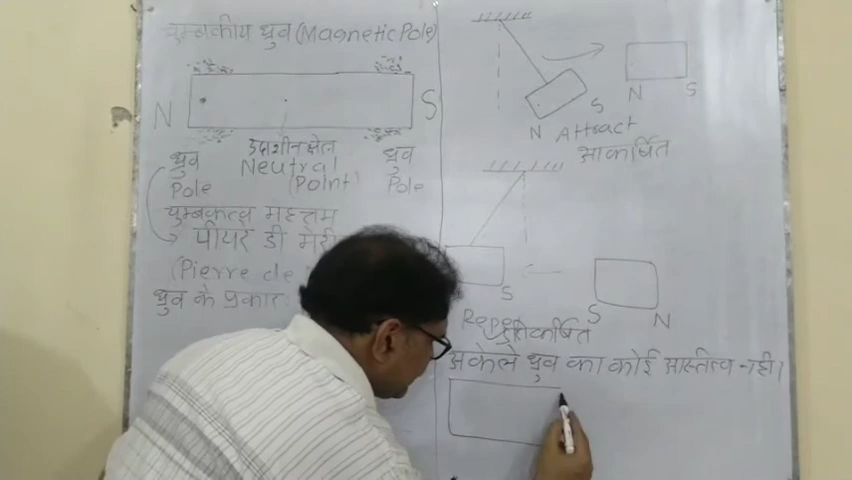 चुम्बकीय ध्रुव (Magnetic Pole)
N
S
ध्रुव
Pole
उदाशीन क्षेत्र
Neutral
(Point)
ध्रुव
Pole
चुम्बकत्व महत्तम
पीयर डी मेरी
(Pierre de
ध्रुव के प्रकार:
N
S
N
S
Attract
आकर्षित
S
S
N
प्रतिकर्षित
अकेले ध्रुव का कोई अस्तित्व नहीं।